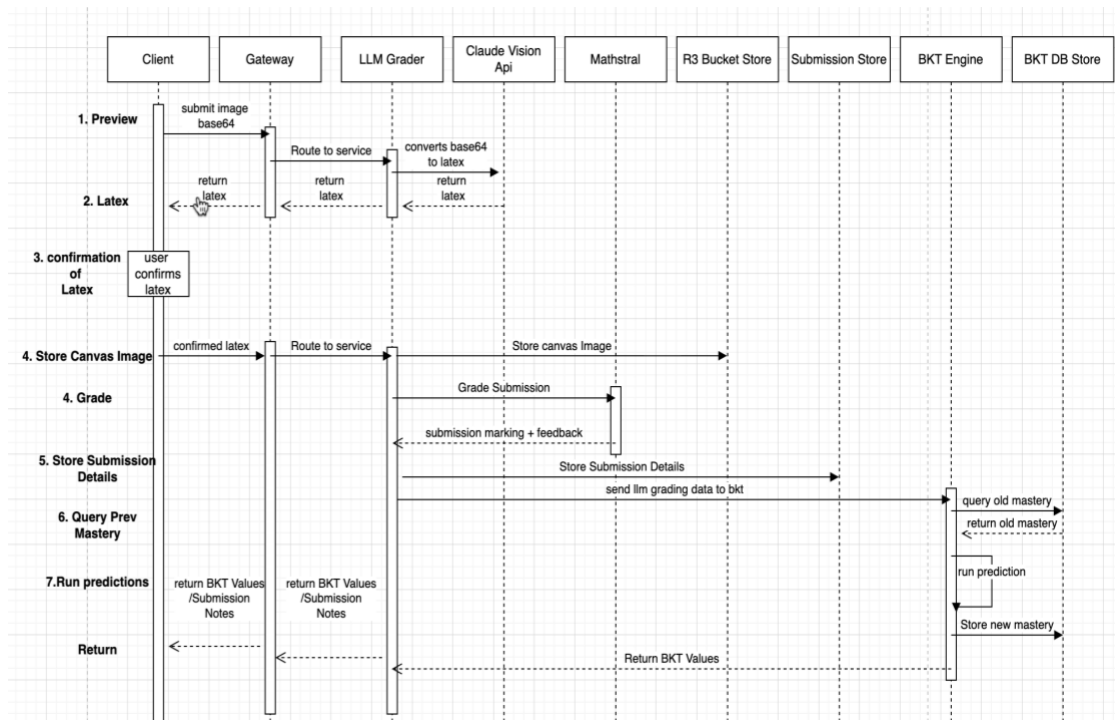 Client
Gateway
LLM Grader
Claude Vision
Api
Mathstral
R3 Bucket Store
Submission Store
BKT Engine
BKT DB Store
1. Preview
submit image
base64
Route to service
converts base64
to latex
2. Latex
return
latex
return
latex
return
latex
3. confirmation
of
Latex
user
confirms
latex
4. Store Canvas Image
confirmed latex
Route to service
Store canvas Image
4. Grade
Grade Submission
submission marking + feedback
5. Store Submission
Details
Store Submission Details
send llm grading data to bkt
6. Query Prev
Mastery
query old mastery
return old mastery
7.Run predictions
return BKT Values
/Submission
Notes
return BKT Values
/Submission
Notes
run prediction
Store new mastery
Return
Return BKT Values